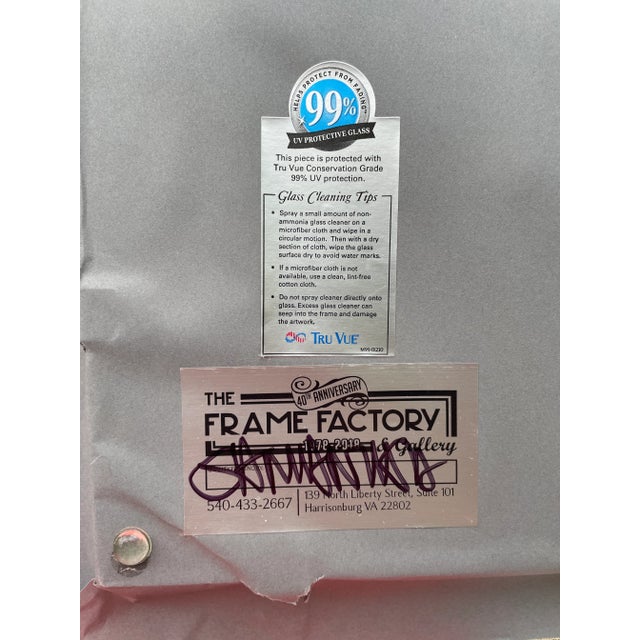 HELPS PROTECT FROM FADING™
99%
UV PROTECTIVE GLASS
This piece is protected with
Tru Vue Conservation Grade
99% UV protection.
Glass Cleaning Tips
• Spray a small amount of non-
ammonia glass cleaner on a
microfiber cloth and wipe in a
circular motion. Then with a dry
section of cloth, wipe the glass
surface dry to avoid water marks.
• If a microfiber cloth is not
available, use a clean, lint-free
cotton cloth.
• Do not spray cleaner directly onto
glass. Excess glass cleaner can
seep into the frame and damage
the artwork.
TRU VUE®
THE
40TH ANNIVERSARY
FRAME FACTORY
1978-2018 & Gallery
540-433-2667
139 North Liberty Street, Suite 101
Harrisonburg VA 22802